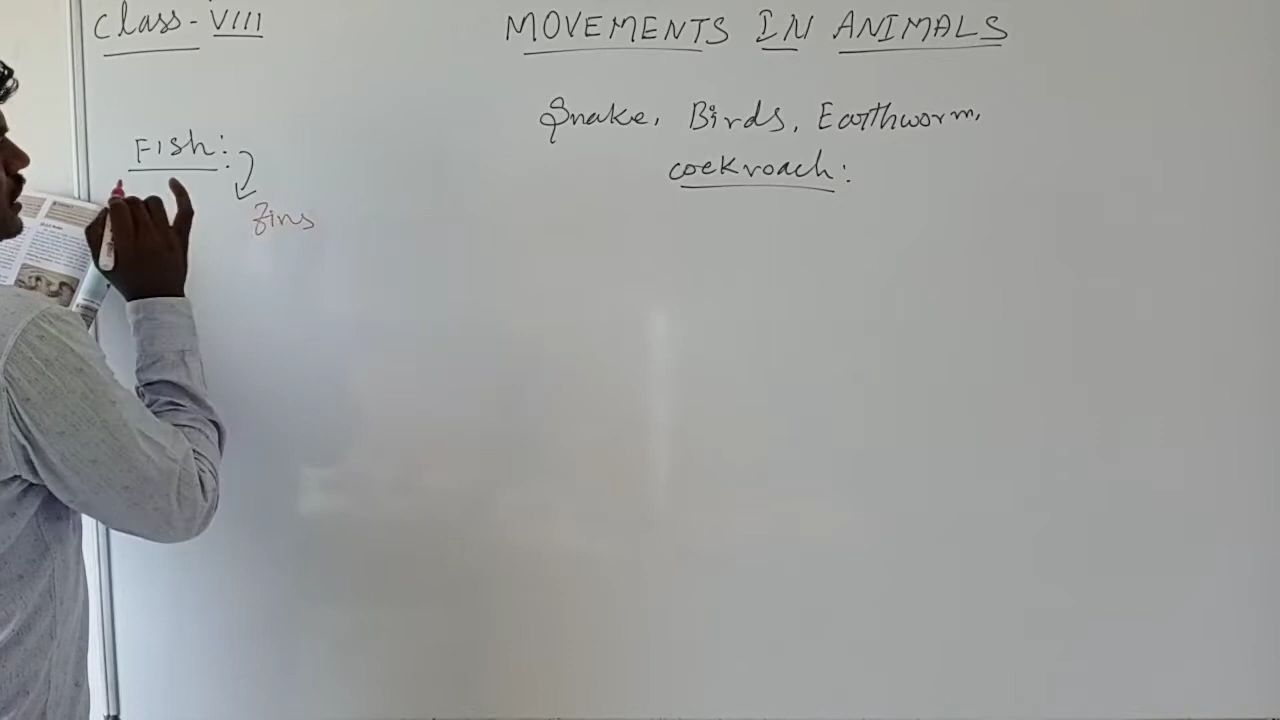 Class - VIII
MOVEMENTS IN ANIMALS
Snake, Birds, Earthworm,
cockroach:
Fish:
Fins